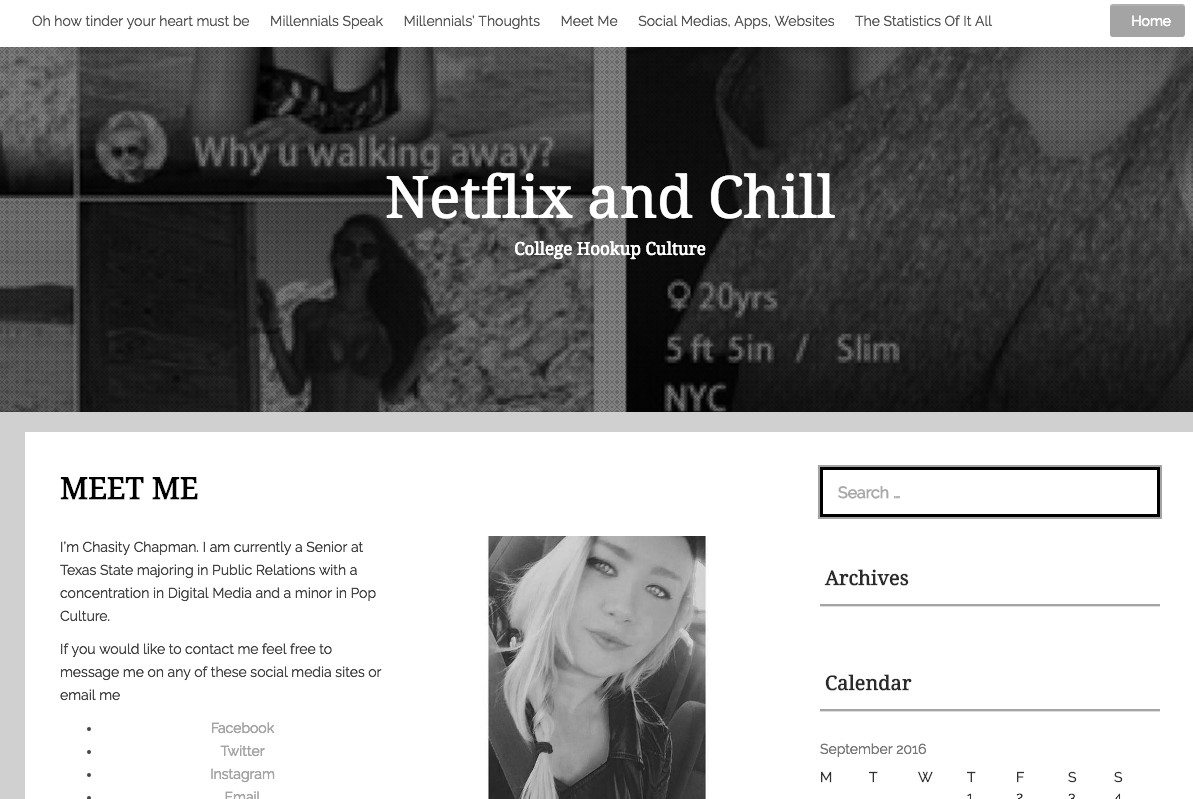 Oh how tinder your heart must be Millennials Speak Millennials' Thoughts Meet Me Social Medias, Apps, Websites The Statistics Of It All Home
Why u walking away?
Netflix and Chill
College Hookup Culture
♀ 20yrs
5 ft 5in / Slim
NYC
MEET ME
I'm Chasity Chapman. I am currently a Senior at
Texas State majoring in Public Relations with a
concentration in Digital Media and a minor in Pop
Culture.
If you would like to contact me feel free to
message me on any of these social media sites or
email me
• Facebook
• Twitter
• Instagram
• Email
Search …
Archives
Calendar
September 2016
M T W T F S S
1 2 3 4